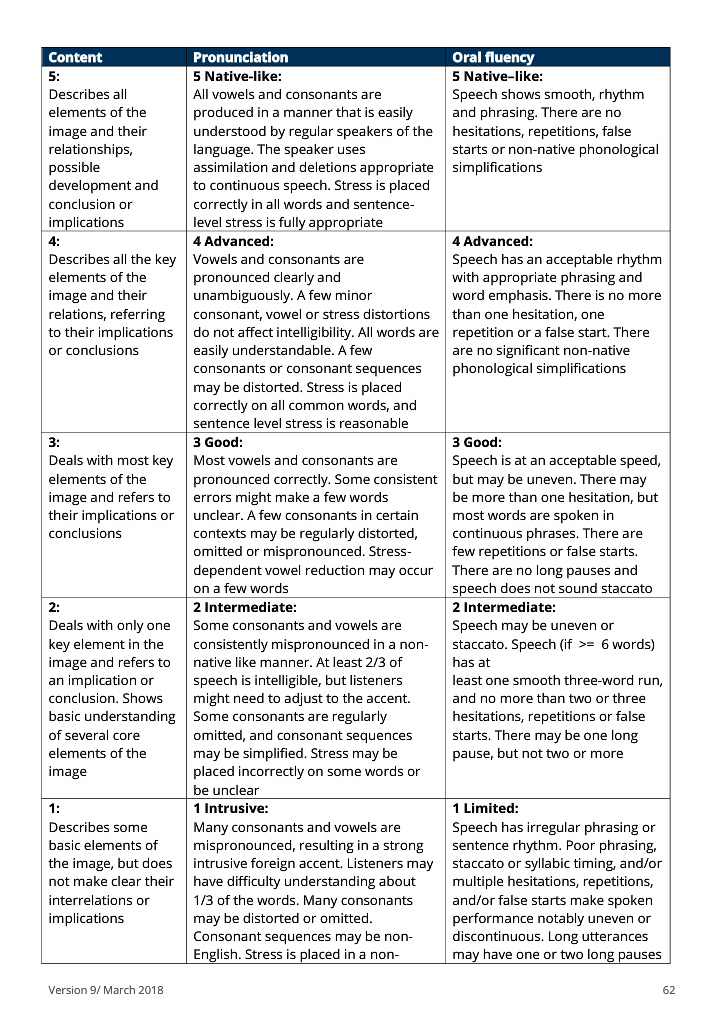 Content
Pronunciation
Oral fluency
5:
Describes all
elements of the
image and their
relationships,
possible
development and
conclusion or
implications
5 Native-like:
All vowels and consonants are
produced in a manner that is easily
understood by regular speakers of the
language. The speaker uses
assimilation and deletions appropriate
to continuous speech. Stress is placed
correctly in all words and sentence-
level stress is fully appropriate
5 Native–like:
Speech shows smooth, rhythm
and phrasing. There are no
hesitations, repetitions, false
starts or non-native phonological
simplifications
4:
Describes all the key
elements of the
image and their
relations, referring
to their implications
or conclusions
4 Advanced:
Vowels and consonants are
pronounced clearly and
unambiguously. A few minor
consonant, vowel or stress distortions
do not affect intelligibility. All words are
easily understandable. A few
consonants or consonant sequences
may be distorted. Stress is placed
correctly on all common words, and
sentence level stress is reasonable
4 Advanced:
Speech has an acceptable rhythm
with appropriate phrasing and
word emphasis. There is no more
than one hesitation, one
repetition or a false start. There
are no significant non-native
phonological simplifications
3:
Deals with most key
elements of the
image and refers to
their implications or
conclusions
3 Good:
Most vowels and consonants are
pronounced correctly. Some consistent
errors might make a few words
unclear. A few consonants in certain
contexts may be regularly distorted,
omitted or mispronounced. Stress-
dependent vowel reduction may occur
on a few words
3 Good:
Speech is at an acceptable speed,
but may be uneven. There may
be more than one hesitation, but
most words are spoken in
continuous phrases. There are
few repetitions or false starts.
There are no long pauses and
speech does not sound staccato
2:
Deals with only one
key element in the
image and refers to
an implication or
conclusion. Shows
basic understanding
of several core
elements of the
image
2 Intermediate:
Some consonants and vowels are
consistently mispronounced in a non-
native like manner. At least 2/3 of
speech is intelligible, but listeners
might need to adjust to the accent.
Some consonants are regularly
omitted, and consonant sequences
may be simplified. Stress may be
placed incorrectly on some words or
be unclear
2 Intermediate:
Speech may be uneven or
staccato. Speech (if >= 6 words)
has at
least one smooth three-word run,
and no more than two or three
hesitations, repetitions or false
starts. There may be one long
pause, but not two or more
1:
Describes some
basic elements of
the image, but does
not make clear their
interrelations or
implications
1 Intrusive:
Many consonants and vowels are
mispronounced, resulting in a strong
intrusive foreign accent. Listeners may
have difficulty understanding about
1/3 of the words. Many consonants
may be distorted or omitted.
Consonant sequences may be non-
English. Stress is placed in a non-
1 Limited:
Speech has irregular phrasing or
sentence rhythm. Poor phrasing,
staccato or syllabic timing, and/or
multiple hesitations, repetitions,
and/or false starts make spoken
performance notably uneven or
discontinuous. Long utterances
may have one or two long pauses
Version 9/ March 2018
62